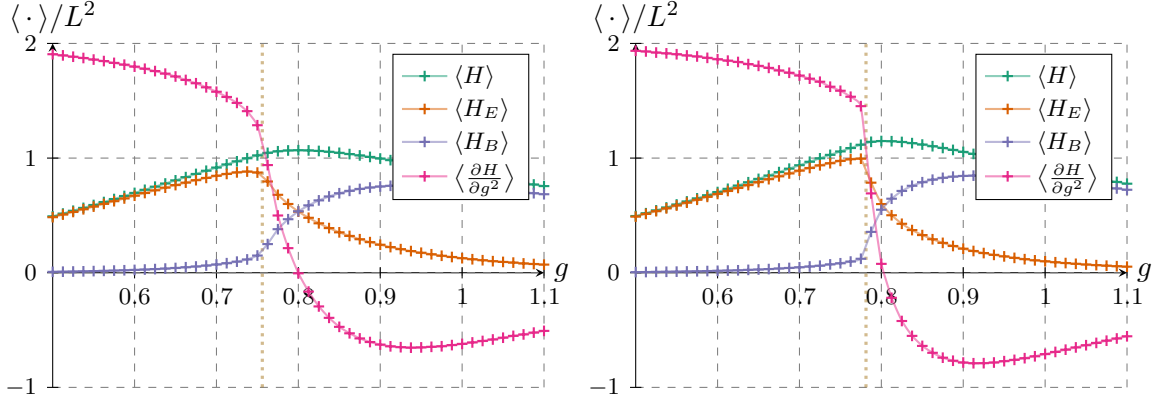 ⟨ · ⟩/L²
2
1
0
−1
0.6 0.7 0.8 0.9 1 1.1
g
⟨H⟩
⟨H_E⟩
⟨H_B⟩
⟨∂H/∂g²⟩
⟨ · ⟩/L²
2
1
0
−1
0.6 0.7 0.8 0.9 1 1.1
g
⟨H⟩
⟨H_E⟩
⟨H_B⟩
⟨∂H/∂g²⟩